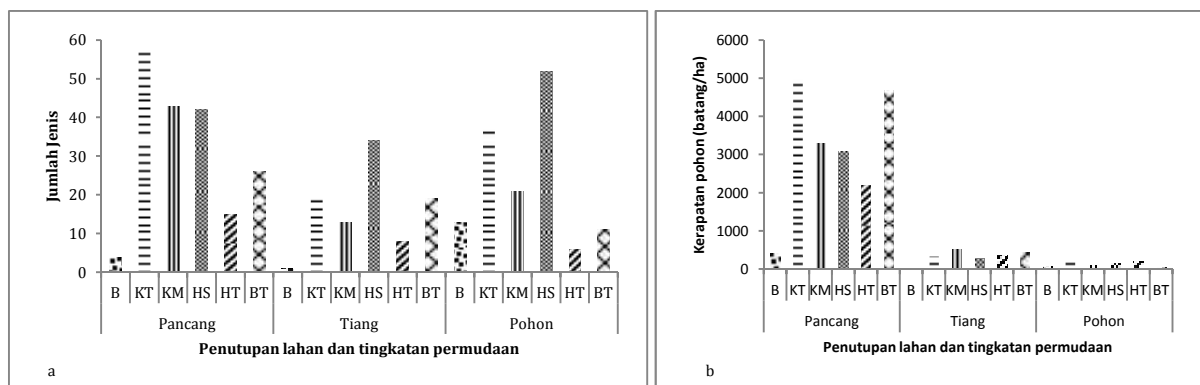 Jumlah Jenis
60
50
40
30
20
10
0
B KT KM HS HT BT B KT KM HS HT BT B KT KM HS HT BT
Pancang Tiang Pohon
Penutupan lahan dan tingkatan permudaan
a
Kerapatan pohon (batang/ha)
6000
5000
4000
3000
2000
1000
0
B KT KM HS HT BT B KT KM HS HT BT B KT KM HS HT BT
Pancang Tiang Pohon
Penutupan lahan dan tingkatan permudaan
b